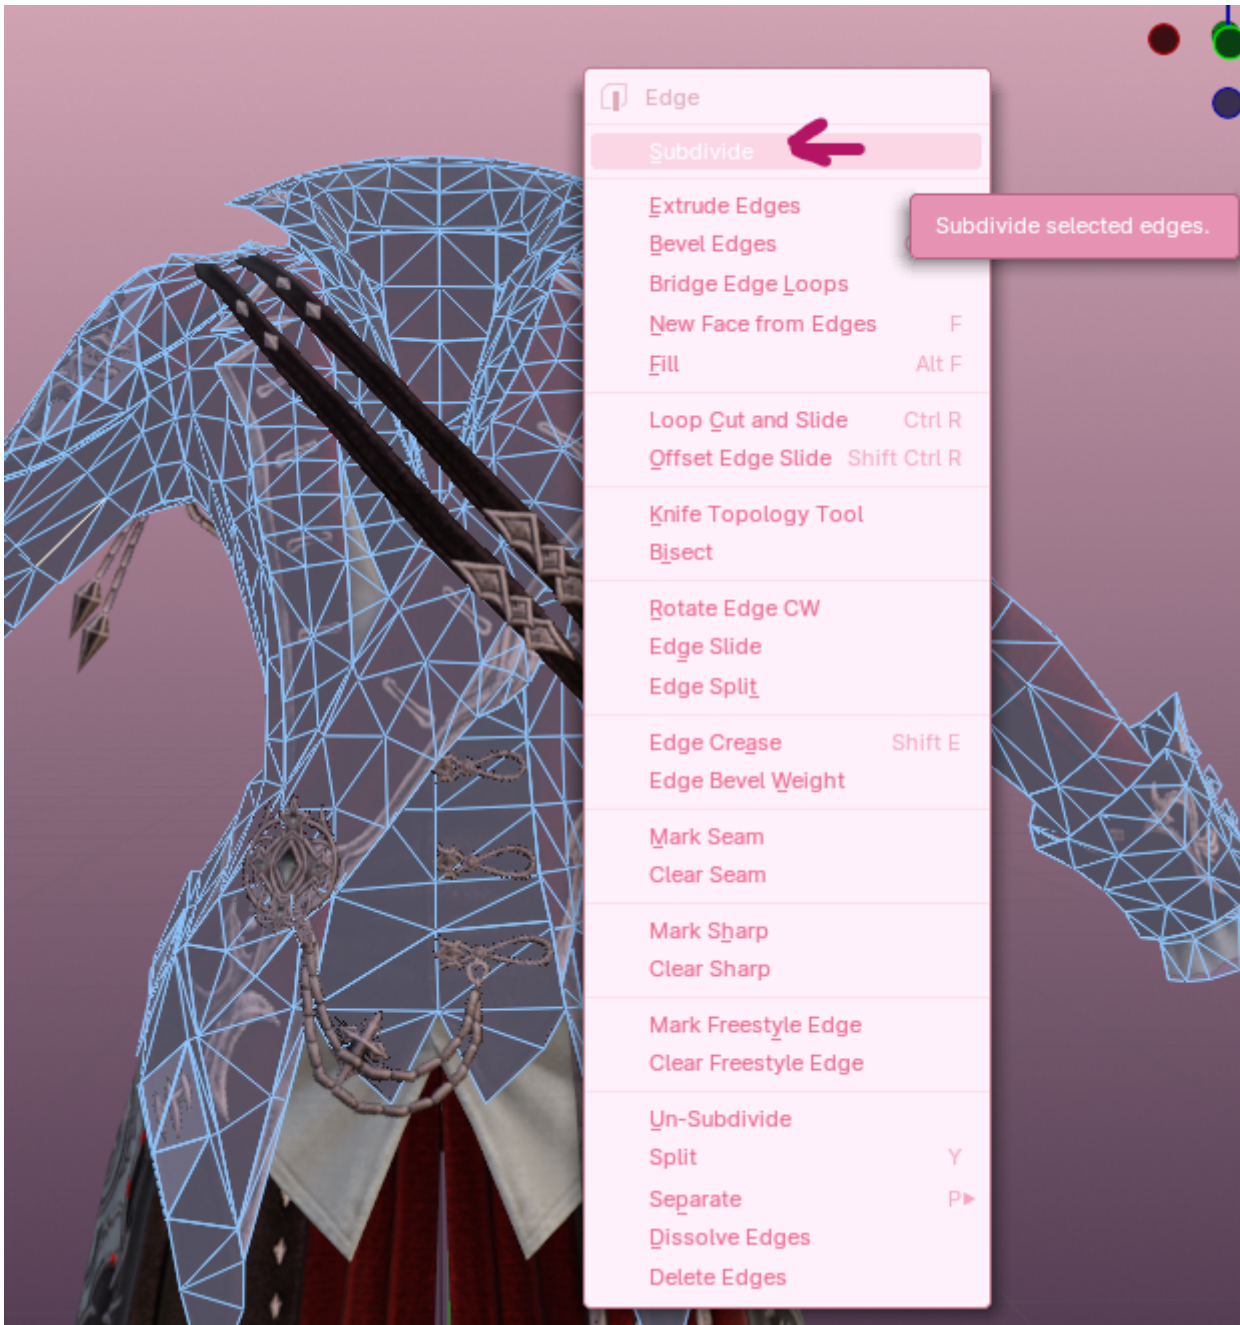 Edge
Subdivide
Subdivide selected edges.
Extrude Edges
Bevel Edges
Bridge Edge Loops
New Face from Edges F
Fill Alt F
Loop Cut and Slide Ctrl R
Offset Edge Slide Shift Ctrl R
Knife Topology Tool
Bisect
Rotate Edge CW
Edge Slide
Edge Split
Edge Crease Shift E
Edge Bevel Weight
Mark Seam
Clear Seam
Mark Sharp
Clear Sharp
Mark Freestyle Edge
Clear Freestyle Edge
Un-Subdivide
Split Y
Separate P
Dissolve Edges
Delete Edges